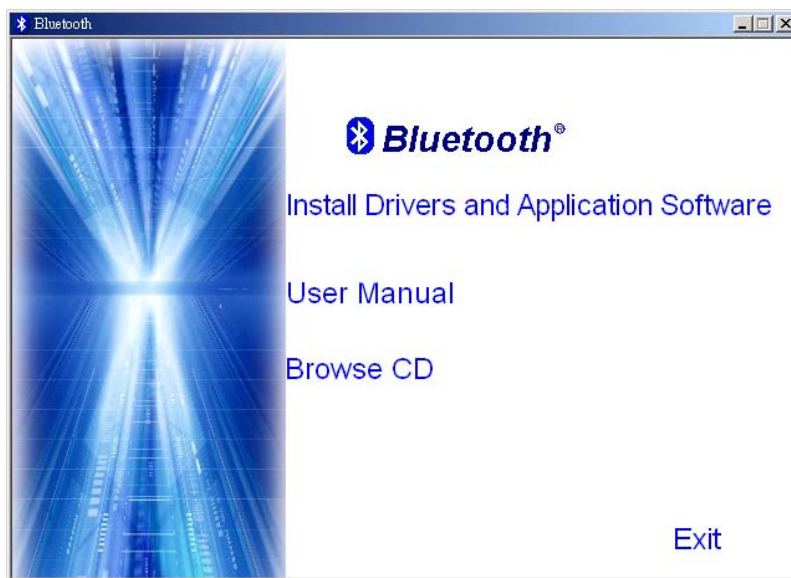 Bluetooth
Bluetooth®
Install Drivers and Application Software
User Manual
Browse CD
Exit